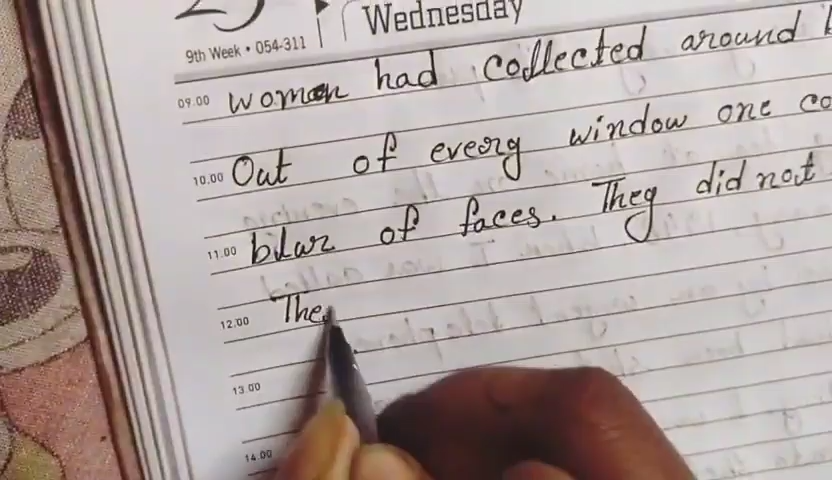 Wednesday
9th Week • 054-311
09.00 women had collected around
10.00 Out of every window one co
11.00 blur of faces. They did not
12.00 The
13.00
14.00